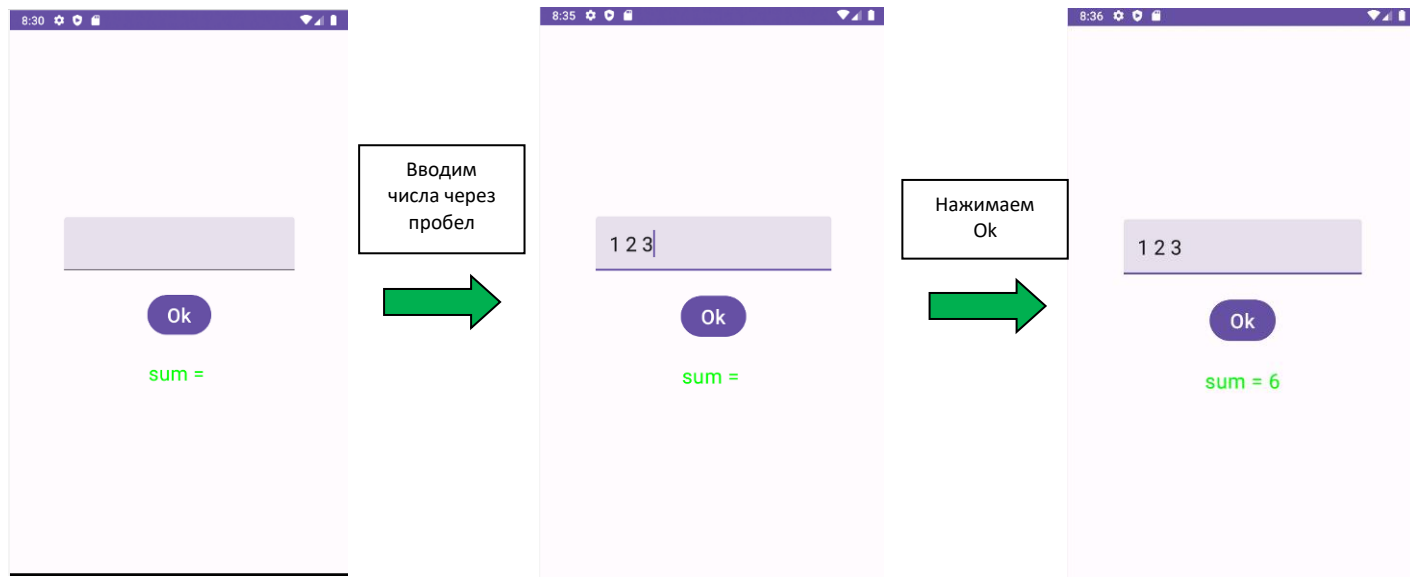 8:30
Ok
sum =
Вводим
числа через
пробел
8:35
1 2 3
Ok
sum =
Нажимаем
Ok
8:36
1 2 3
Ok
sum = 6